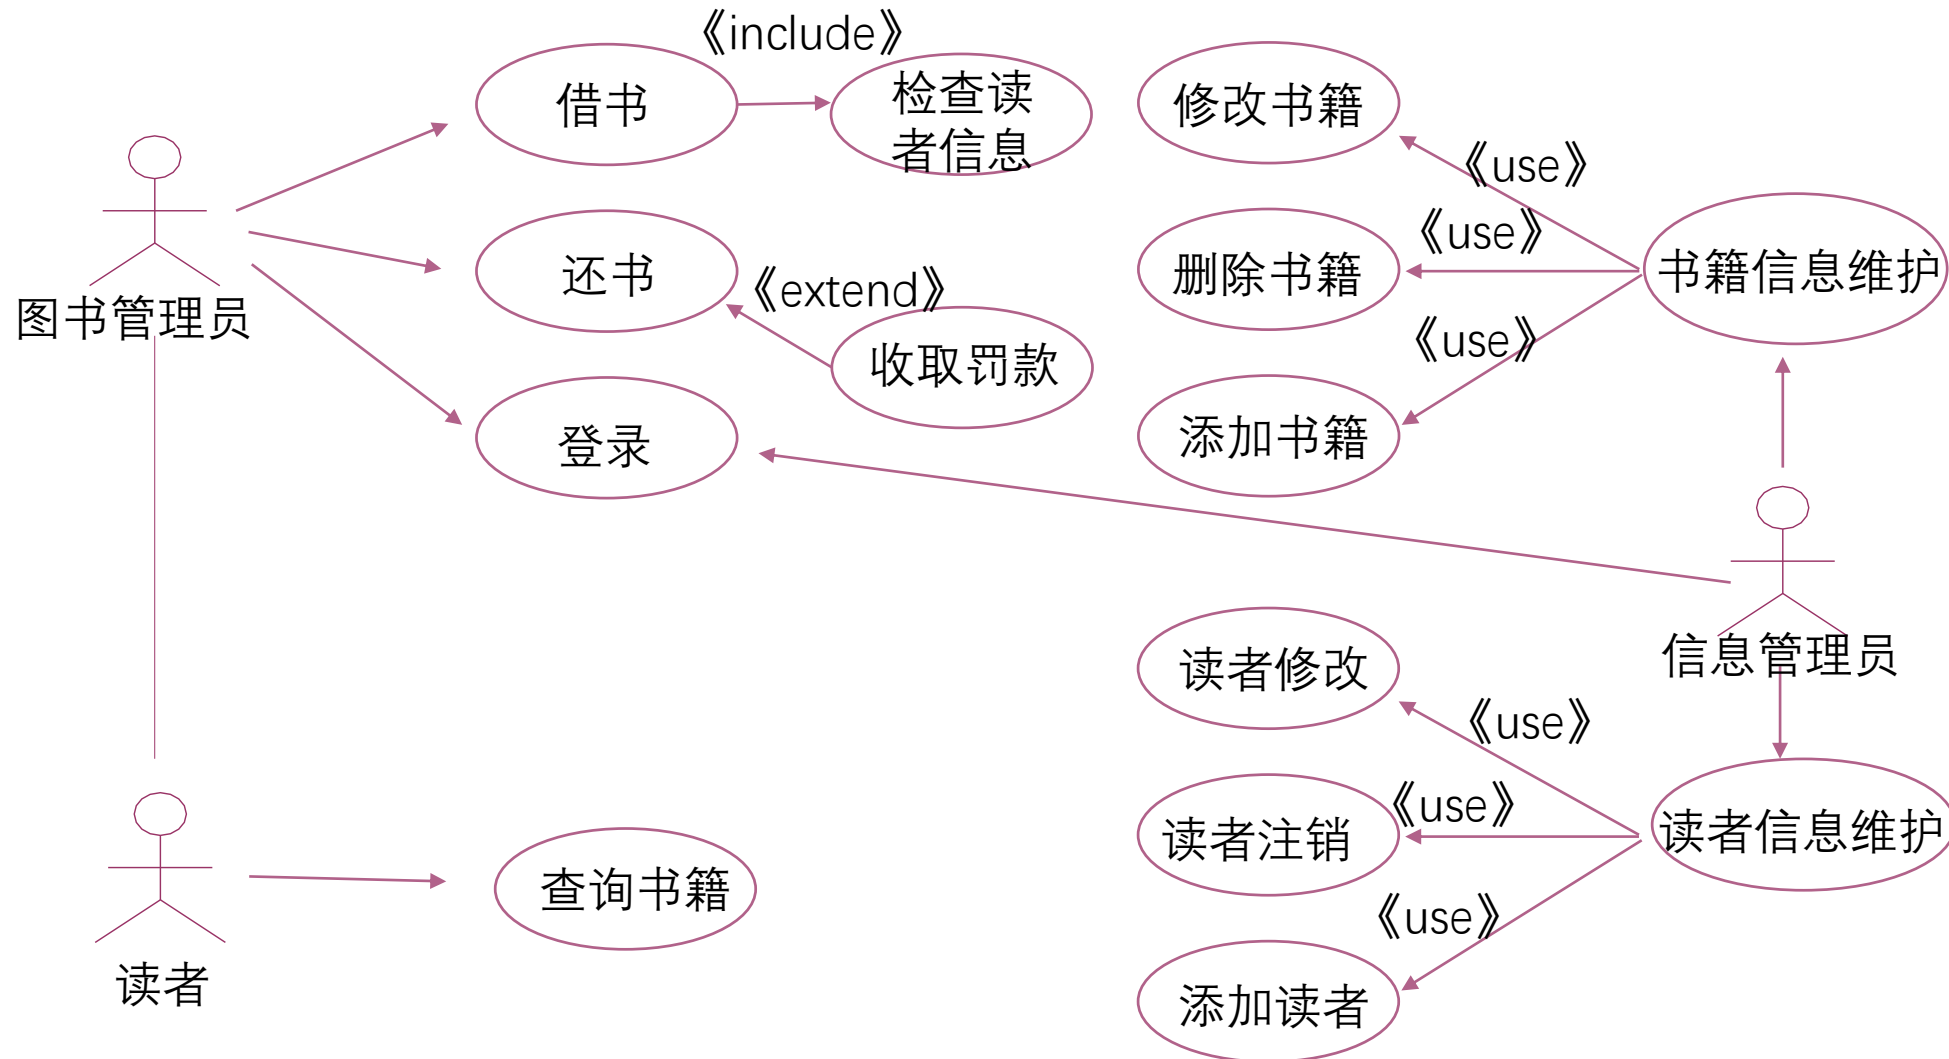 《include》
借书
检查读
者信息
修改书籍
《use》
《use》
还书
删除书籍
书籍信息维护
《extend》
图书管理员
《use》
收取罚款
登录
添加书籍
读者修改
信息管理员
《use》
《use》
读者注销
读者信息维护
查询书籍
《use》
读者
添加读者